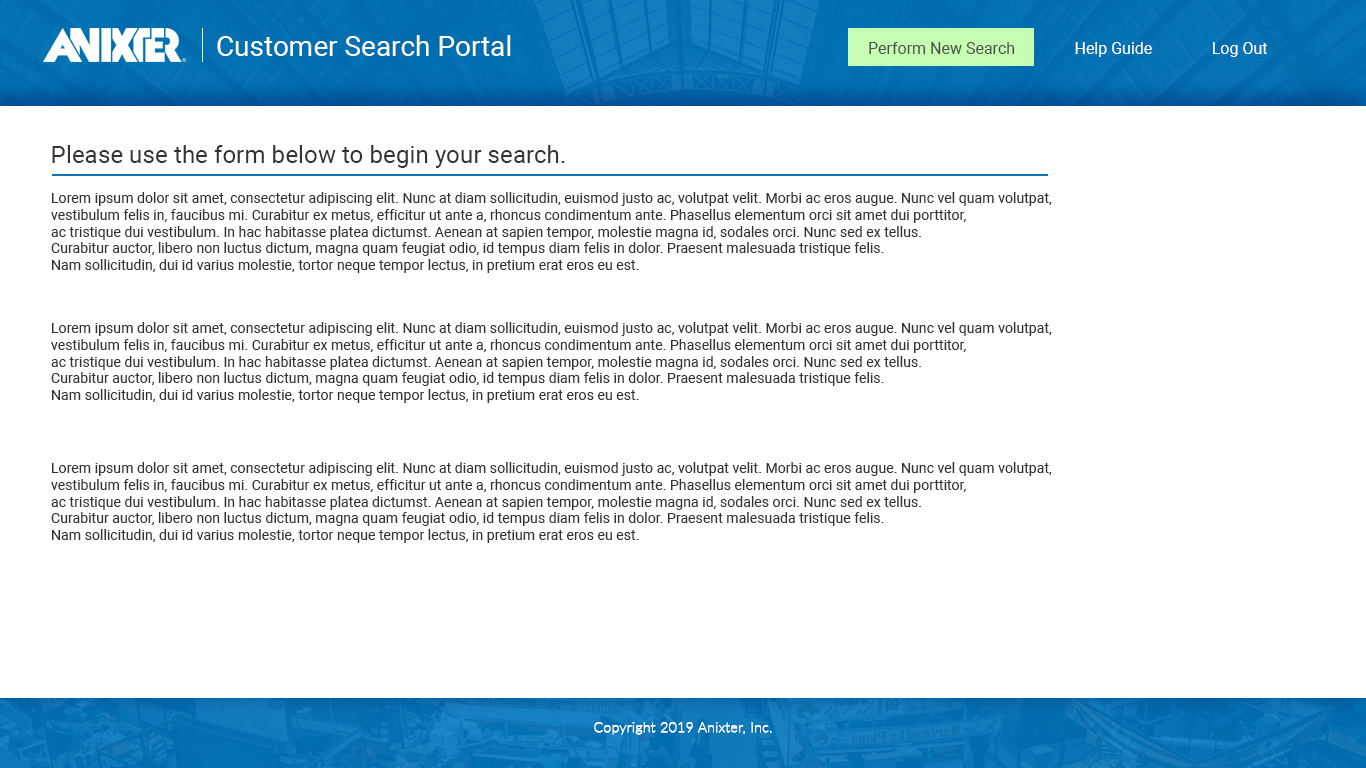 ANIXTER® Customer Search Portal
Perform New Search Help Guide Log Out
Please use the form below to begin your search.
Lorem ipsum dolor sit amet, consectetur adipiscing elit. Nunc at diam sollicitudin, euismod justo ac, volutpat velit. Morbi ac eros augue. Nunc vel quam volutpat,
vestibulum felis in, faucibus mi. Curabitur ex metus, efficitur ut ante a, rhoncus condimentum ante. Phasellus elementum orci sit amet dui porttitor,
ac tristique dui vestibulum. In hac habitasse platea dictumst. Aenean at sapien tempor, molestie magna id, sodales orci. Nunc sed ex tellus.
Curabitur auctor, libero non luctus dictum, magna quam feugiat odio, id tempus diam felis in dolor. Praesent malesuada tristique felis.
Nam sollicitudin, dui id varius molestie, tortor neque tempor lectus, in pretium erat eros eu est.
Lorem ipsum dolor sit amet, consectetur adipiscing elit. Nunc at diam sollicitudin, euismod justo ac, volutpat velit. Morbi ac eros augue. Nunc vel quam volutpat,
vestibulum felis in, faucibus mi. Curabitur ex metus, efficitur ut ante a, rhoncus condimentum ante. Phasellus elementum orci sit amet dui porttitor,
ac tristique dui vestibulum. In hac habitasse platea dictumst. Aenean at sapien tempor, molestie magna id, sodales orci. Nunc sed ex tellus.
Curabitur auctor, libero non luctus dictum, magna quam feugiat odio, id tempus diam felis in dolor. Praesent malesuada tristique felis.
Nam sollicitudin, dui id varius molestie, tortor neque tempor lectus, in pretium erat eros eu est.
Lorem ipsum dolor sit amet, consectetur adipiscing elit. Nunc at diam sollicitudin, euismod justo ac, volutpat velit. Morbi ac eros augue. Nunc vel quam volutpat,
vestibulum felis in, faucibus mi. Curabitur ex metus, efficitur ut ante a, rhoncus condimentum ante. Phasellus elementum orci sit amet dui porttitor,
ac tristique dui vestibulum. In hac habitasse platea dictumst. Aenean at sapien tempor, molestie magna id, sodales orci. Nunc sed ex tellus.
Curabitur auctor, libero non luctus dictum, magna quam feugiat odio, id tempus diam felis in dolor. Praesent malesuada tristique felis.
Nam sollicitudin, dui id varius molestie, tortor neque tempor lectus, in pretium erat eros eu est.
Copyright 2019 Anixter, Inc.